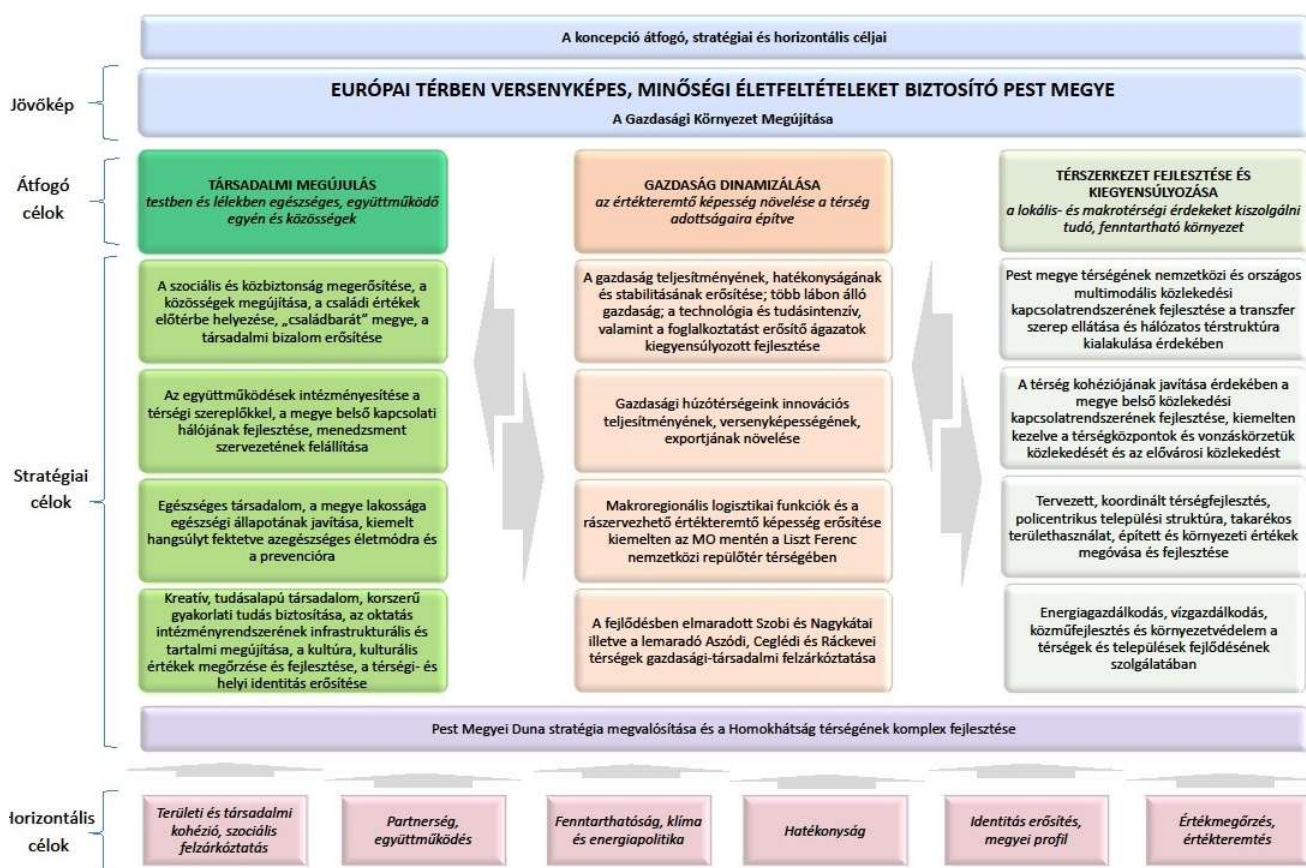 A koncepció átfogó, stratégiai és horizontális céljai
Jövőkép
EURÓPAI TÉRBEN VERSENYKÉPES, MINŐSÉGI ÉLETFELTÉTELEKET BIZTOSÍTÓ PEST MEGYE
A Gazdasági Környezet Megújítása
Átfogó
célok
TÁRSADALMI MEGÚJULÁS
testben és lélekben egészséges, együttműködő
egyén és közösségek
GAZDASÁG DINAMIZÁLÁSA
az értékteremtő képesség növelése a térség
adottságaira építve
TÉRSZERKEZET FEJLESZTÉSE ÉS
KIEGYENSÚLYOZÁSA
a lokális- és makrotérségi érdekeket kiszolgálni
tudó, fenntartható környezet
Stratégiai
célok
A szociális és közbiztonság megerősítése, a
közösségek megújítása, a családi értékek
előtérbe helyezése, „családbarát” megye, a
társadalmi bizalom erősítése
A gazdaság teljesítményének, hatékonyságának
és stabilitásának erősítése; több lábon álló
gazdaság; a technológia és tudásintenzív,
valamint a foglalkoztatást erősítő ágazatok
kiegyensúlyozott fejlesztése
Pest megye térségének nemzetközi és országos
multimodális közlekedési
kapcsolatrendszerének fejlesztése a transzfer
szerep ellátása és hálózatos térstruktúra
kialakulása érdekében
Az együttműködések intézményesítése a
térségi szereplőkkel, a megye belső kapcsolati
hálójának fejlesztése, menedzsment
szervezetének felállítása
Gazdasági húzótérségeink innovációs
teljesítményének, versenyképességének,
exportjának növelése
A térség kohéziójának javítása érdekében a
megye belső közlekedési
kapcsolatrendszerének fejlesztése, kiemelten
kezelve a térségközpontok és vonzáskörzetük
közlekedését és az elővárosi közlekedést
Egészséges társadalom, a megye lakossága
egészségi állapotának javítása, kiemelt
hangsúlyt fektetve azegészséges életmódra és
a prevencióra
Makroregionális logisztikai funkciók és a
rászervezhető értékteremtő képesség erősítése
kiemelten az MO mentén a Liszt Ferenc
nemzetközi repülőtér térségében
Tervezett, koordinált térségfejlesztés,
policentrikus települési struktúra, takarékos
területhasználat, épített és környezeti értékek
megóvása és fejlesztése
Kreatív, tudásalapú társadalom, korszerű
gyakorlati tudás biztosítása, az oktatás
intézményrendszerének infrastrukturális és
tartalmi megújítása, a kultúra, kulturális
értékek megőrzése és fejlesztése, a térségi- és
helyi identitás erősítése
A fejlődésben elmaradott Szobi és Nagykátai
illetve a lemaradó Aszódi, Ceglédi és Ráckevei
térségek gazdasági-társadalmi felzárkóztatása
Energiagazdálkodás, vízgazdálkodás,
közműfejlesztés és környezetvédelem a
térségek és települések fejlődésének
szolgálatában
Pest Megyei Duna stratégia megvalósítása és a Homokhátság térségének komplex fejlesztése
Horizontális
célok
Területi és társadalmi
kohézió, szociális
felzárkóztatás
Partnerség,
együttműködés
Fenntarthatóság, klíma
és energiapolitika
Hatékonyság
Identitás erősítés,
megyei profil
Értékmegőrzés,
értékteremtés